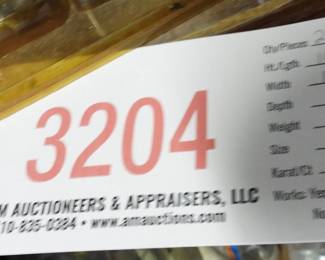 3204
M AUCTIONEERS & APPRAISERS, LLC
10-835-0384 • www.amauctions.com
Qty/Pieces
Ht./Lgth
Width
Depth
Weight
Size
Karat/Ct
Works: Yes
No